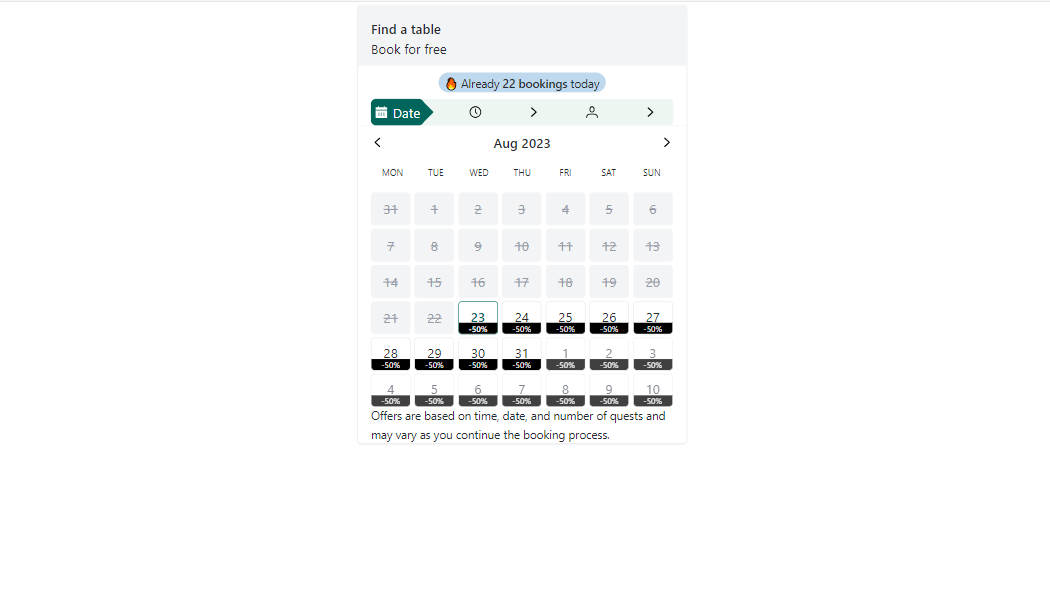 Find a table
Book for free
Already 22 bookings today
Date
Aug 2023
MON TUE WED THU FRI SAT SUN
31 1 2 3 4 5 6
7 8 9 10 11 12 13
14 15 16 17 18 19 20
21 22 23 24 25 26 27
-50% -50% -50% -50% -50%
28 29 30 31 1 2 3
-50% -50% -50% -50% -50% -50% -50%
4 5 6 7 8 9 10
-50% -50% -50% -50% -50% -50% -50%
Offers are based on time, date, and number of quests and
may vary as you continue the booking process.